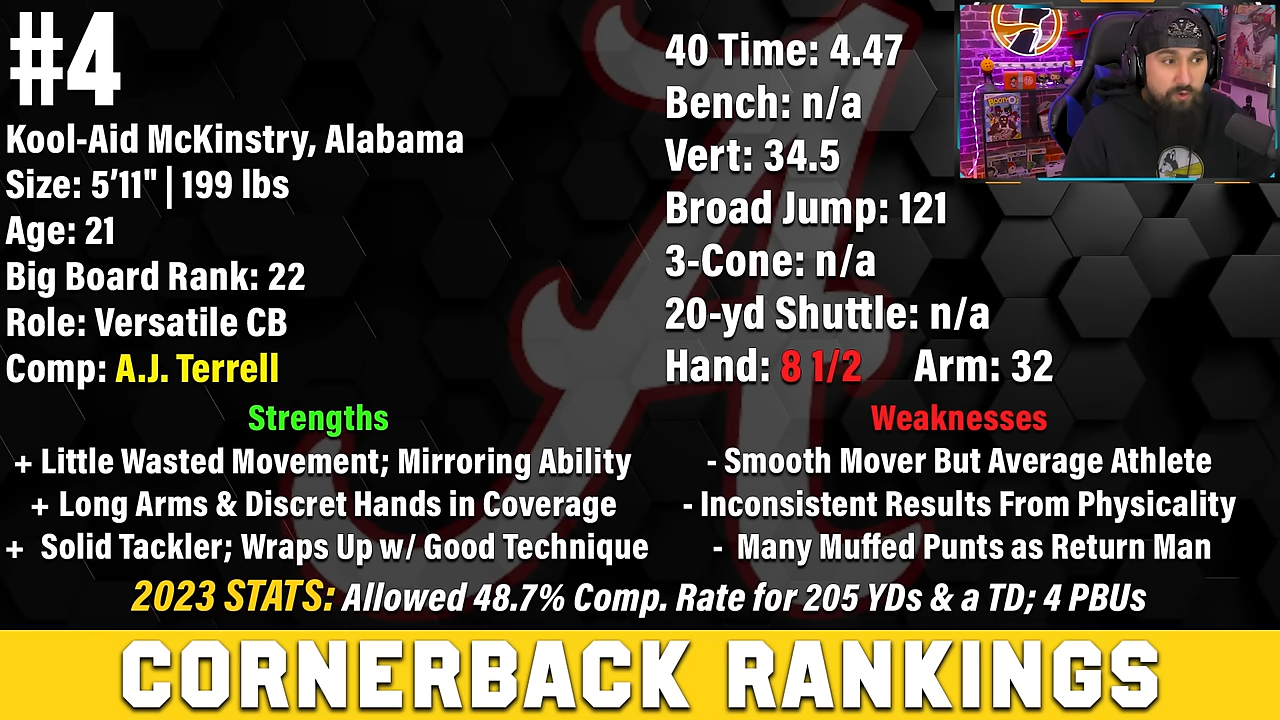 #4
Kool-Aid McKinstry, Alabama
Size: 5'11" | 199 lbs
Age: 21
Big Board Rank: 22
Role: Versatile CB
Comp: A.J. Terrell
40 Time: 4.47
Bench: n/a
Vert: 34.5
Broad Jump: 121
3-Cone: n/a
20-yd Shuttle: n/a
Hand: 8 1/2 Arm: 32
Strengths
+ Little Wasted Movement; Mirroring Ability
+ Long Arms & Discret Hands in Coverage
+ Solid Tackler; Wraps Up w/ Good Technique
Weaknesses
- Smooth Mover But Average Athlete
- Inconsistent Results From Physicality
- Many Muffed Punts as Return Man
2023 STATS: Allowed 48.7% Comp. Rate for 205 YDs & a TD; 4 PBUs
CORNERBACK RANKINGS